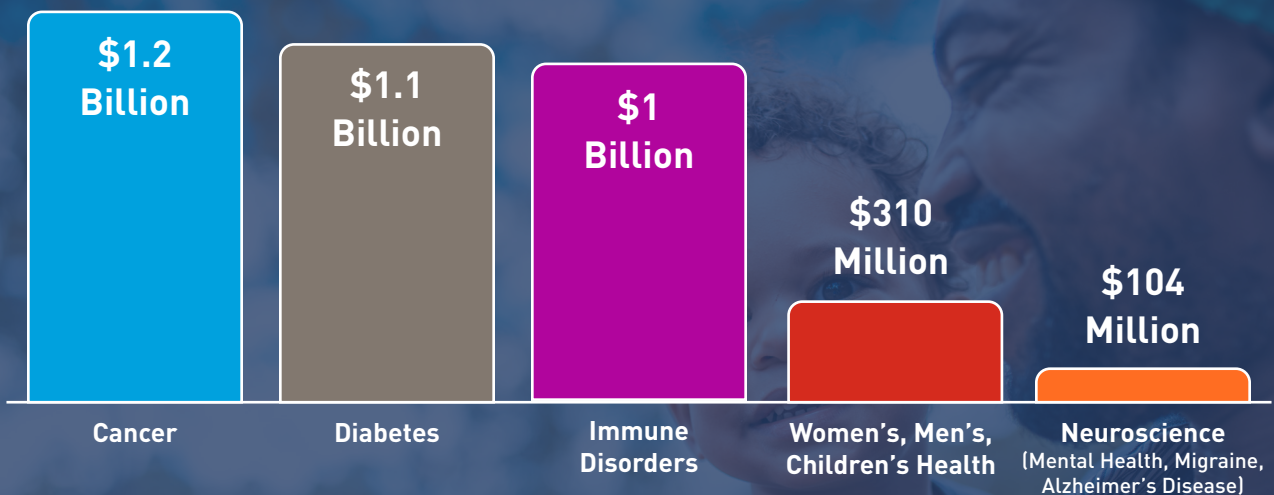 $1.2
Billion
$1.1
Billion
$1
Billion
$310
Million
$104
Million
Cancer
Diabetes
Immune
Disorders
Women's, Men's,
Children's Health
Neuroscience
(Mental Health, Migraine,
Alzheimer's Disease)